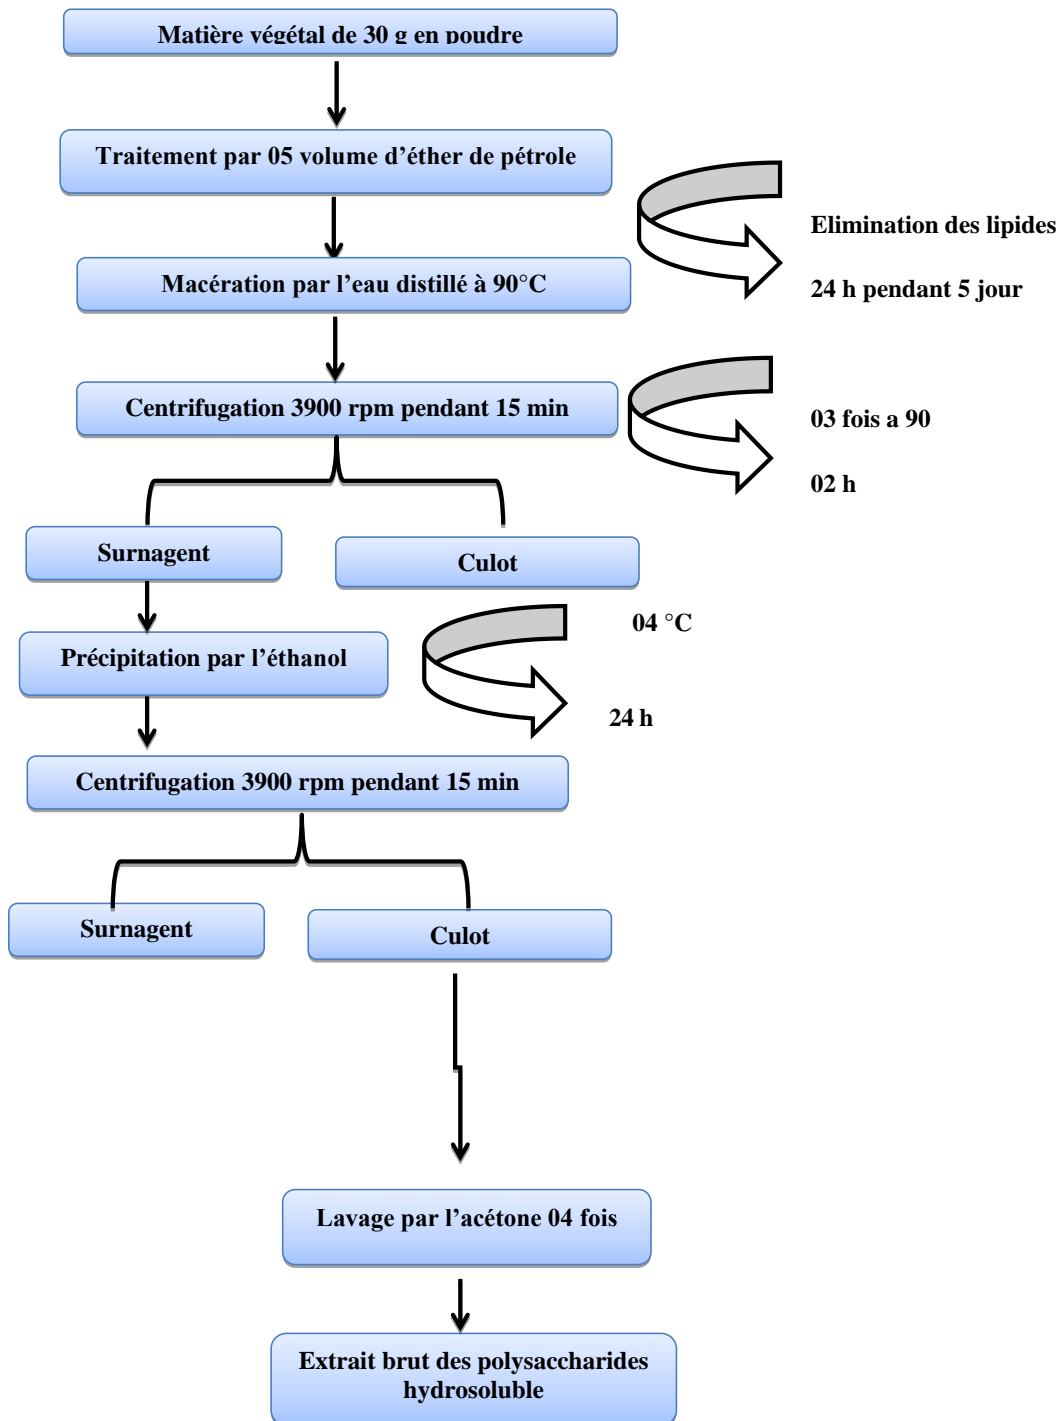 Matière végétal de 30 g en poudre
Traitement par 05 volume d’éther de pétrole
Elimination des lipides
Macération par l’eau distillé à 90°C
24 h pendant 5 jour
Centrifugation 3900 rpm pendant 15 min
03 fois a 90
02 h
Surnagent
Culot
04 °C
Précipitation par l’éthanol
24 h
Centrifugation 3900 rpm pendant 15 min
Surnagent
Culot
Lavage par l’acétone 04 fois
Extrait brut des polysaccharides
hydrosoluble